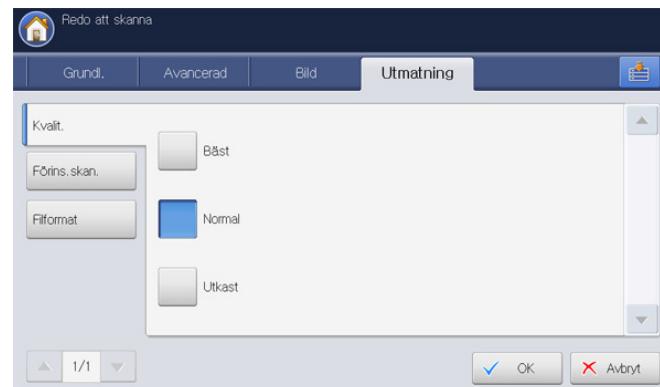 Redo att skanna
Grundl. Avancerad Bild Utmatning
Kvalit.
Bäst
Förins. skan.
Filformat
Normal
Utkast
1/1
OK Avbryt